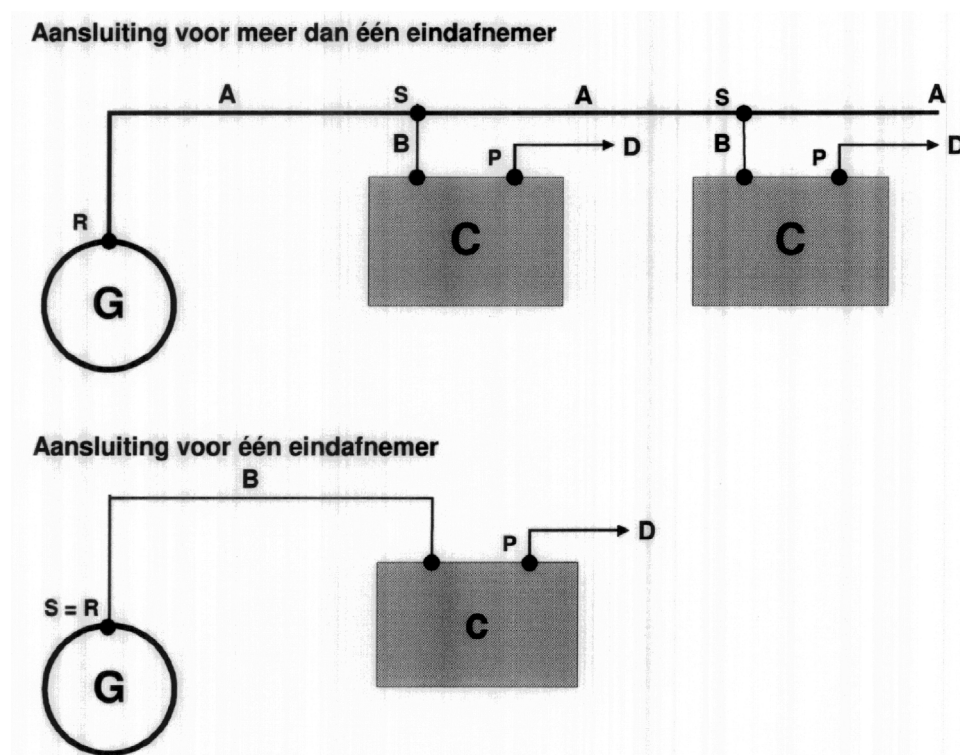 Aansluiting voor meer dan één eindafnemer
A S A S A
B P D B P D
R C C
G
Aansluiting voor één eindafnemer
B
P D
S = R c
G